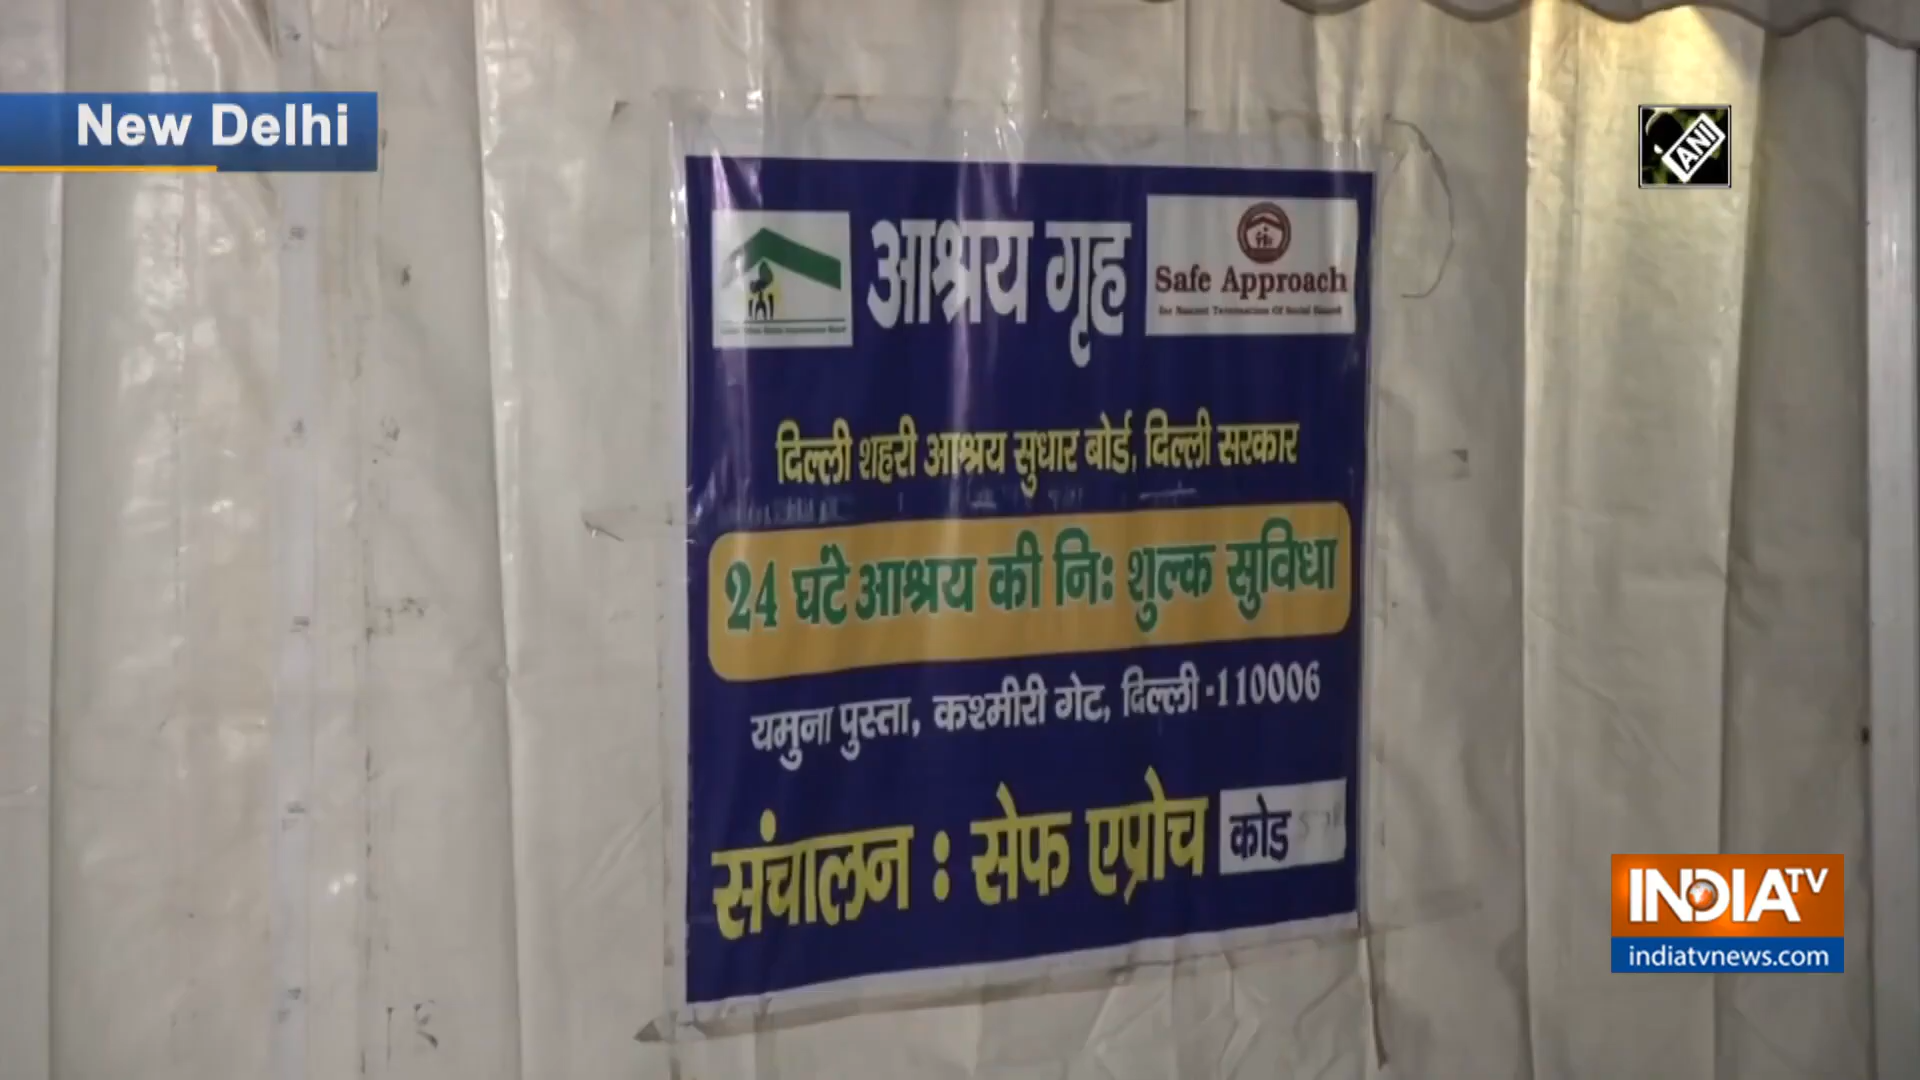 New Delhi
ANI
आश्रय गृह
Safe Approach
दिल्ली शहरी आश्रय सुधार बोर्ड, दिल्ली सरकार
24 घंटे आश्रय की निः शुल्क सुविधा
यमुना पुस्ता, कश्मीरी गेट, दिल्ली -110006
संचालन : सेफ एप्रोच कोड
INDIA TV
indiatvnews.com